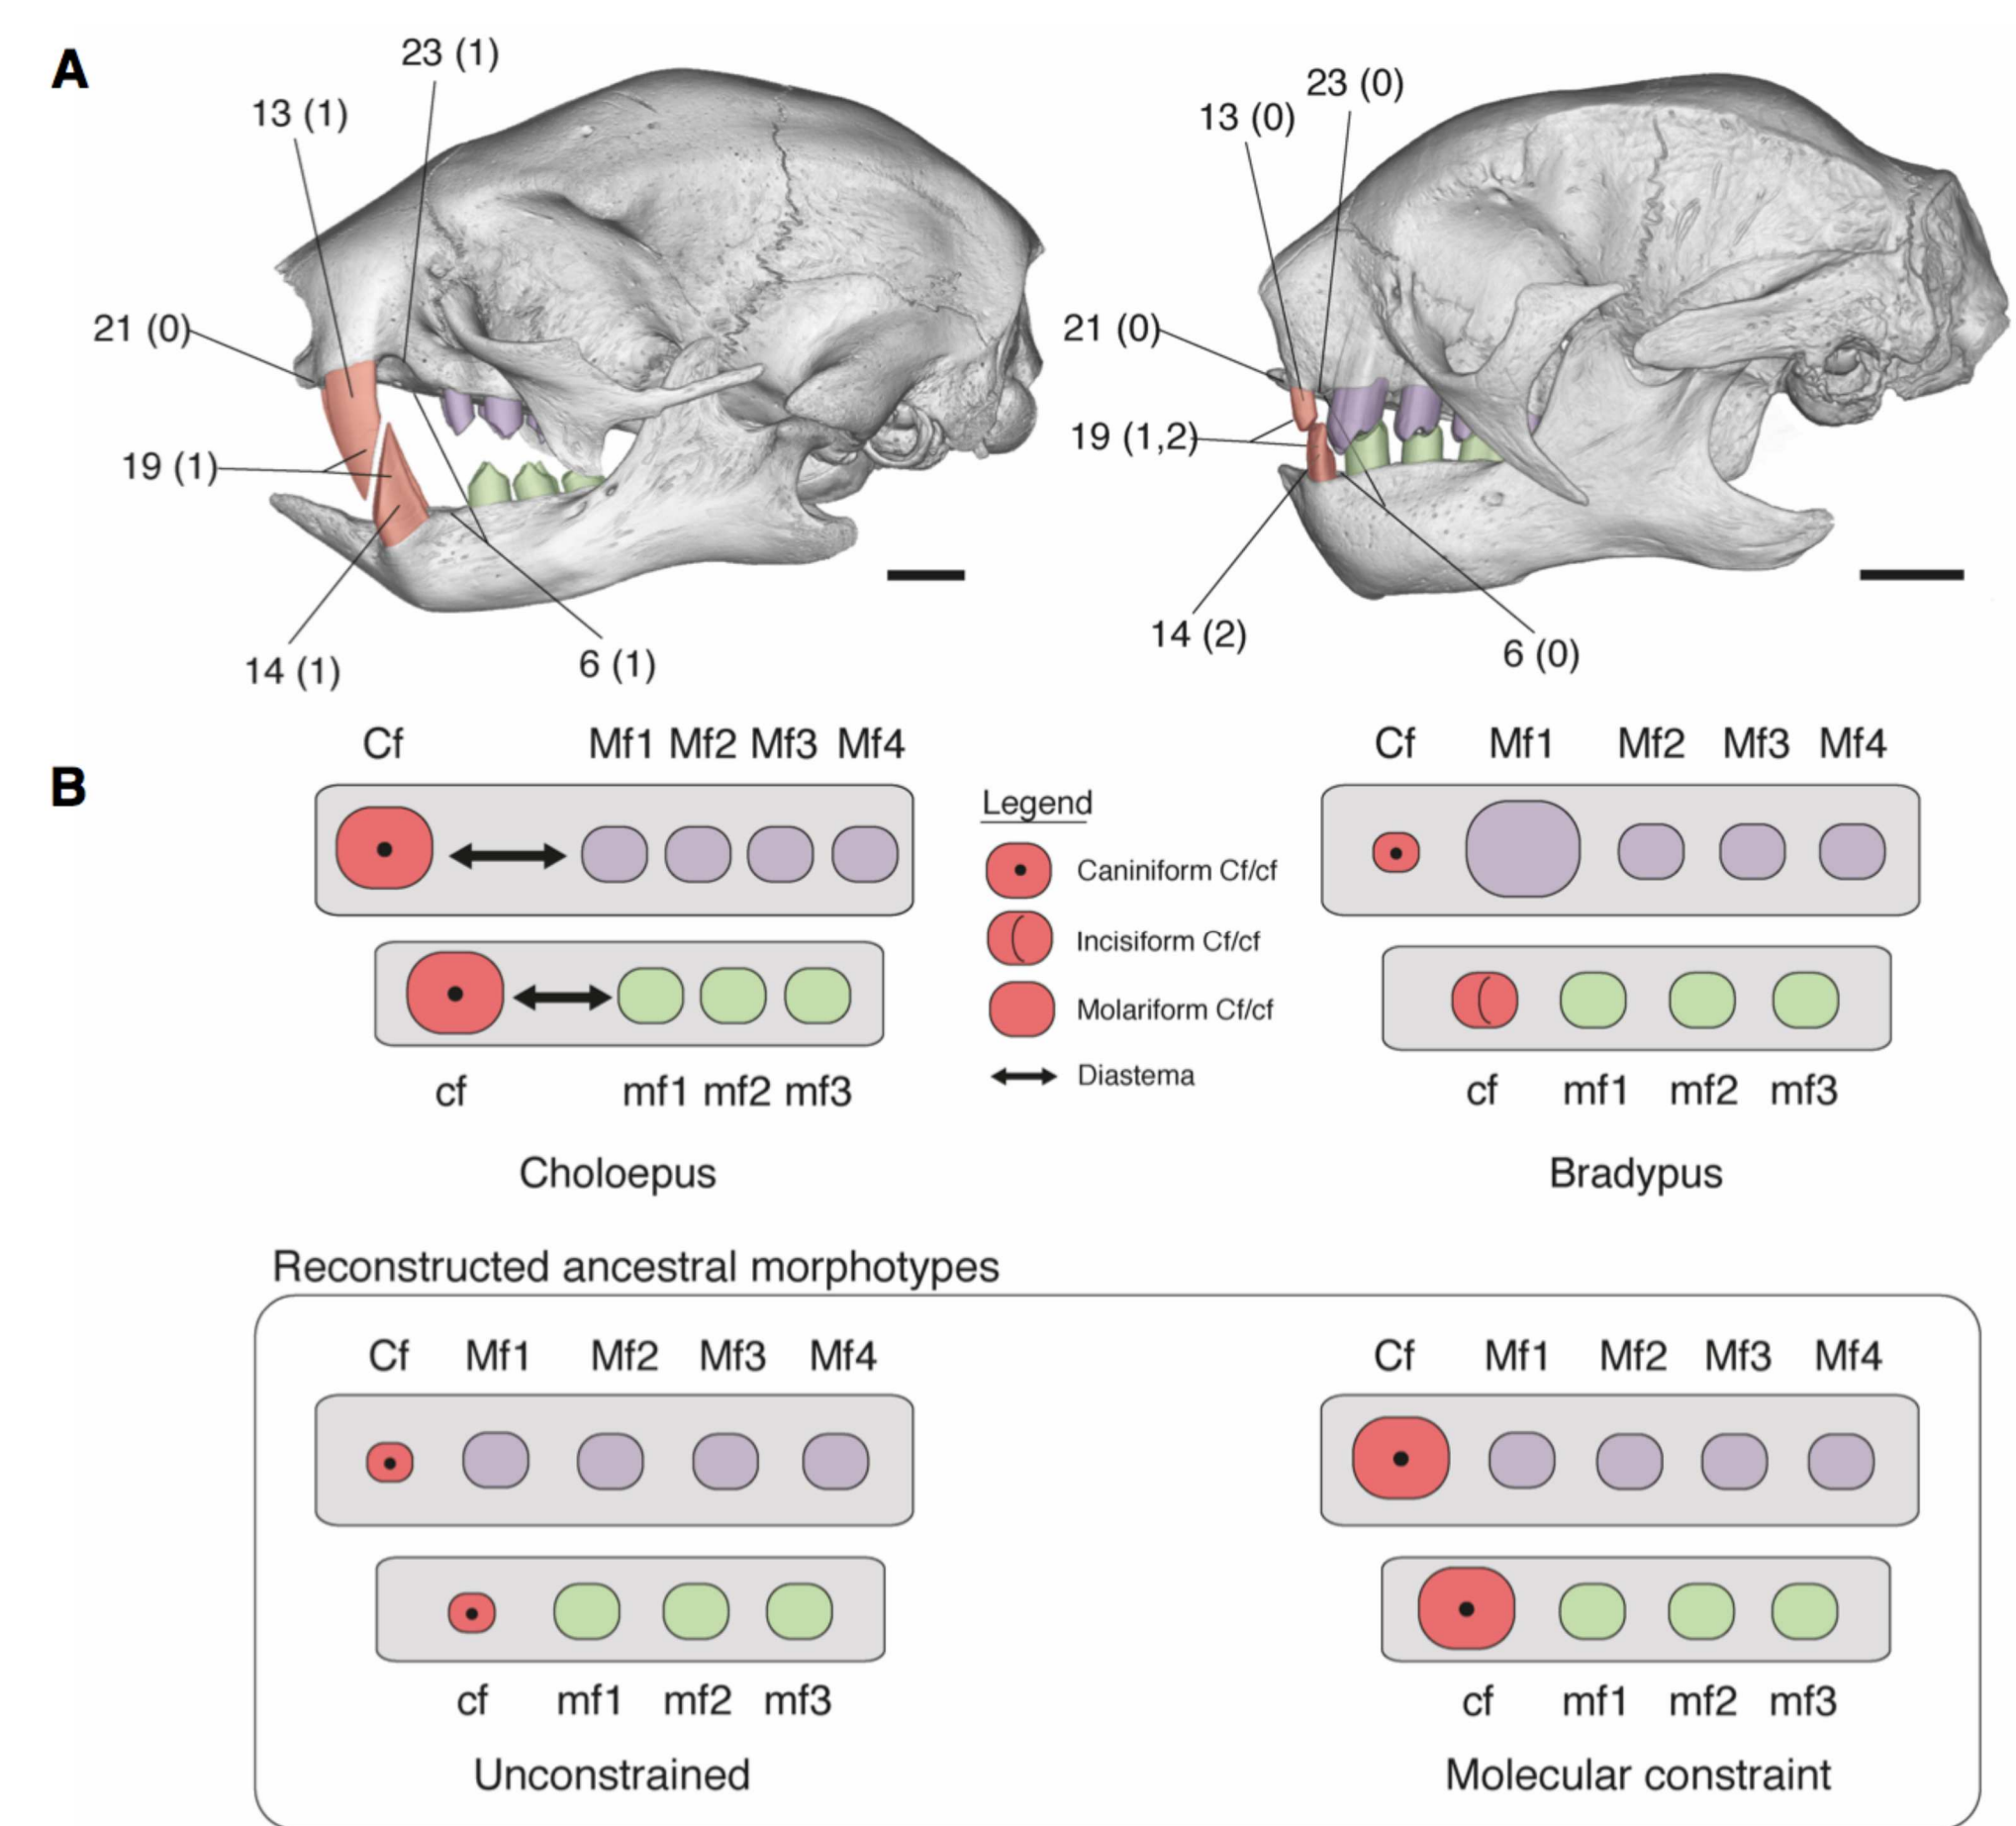 A
23 (1)
13 (1)
21 (0)
19 (1)
14 (1)
6 (1)
23 (0)
13 (0)
21 (0)
19 (1,2)
14 (2)
6 (0)
B
Cf Mf1 Mf2 Mf3 Mf4
cf mf1 mf2 mf3
Choloepus
Legend
Caniniform Cf/cf
Incisiform Cf/cf
Molariform Cf/cf
Diastema
Cf Mf1 Mf2 Mf3 Mf4
cf mf1 mf2 mf3
Bradypus
Reconstructed ancestral morphotypes
Cf Mf1 Mf2 Mf3 Mf4
cf mf1 mf2 mf3
Unconstrained
Cf Mf1 Mf2 Mf3 Mf4
cf mf1 mf2 mf3
Molecular constraint